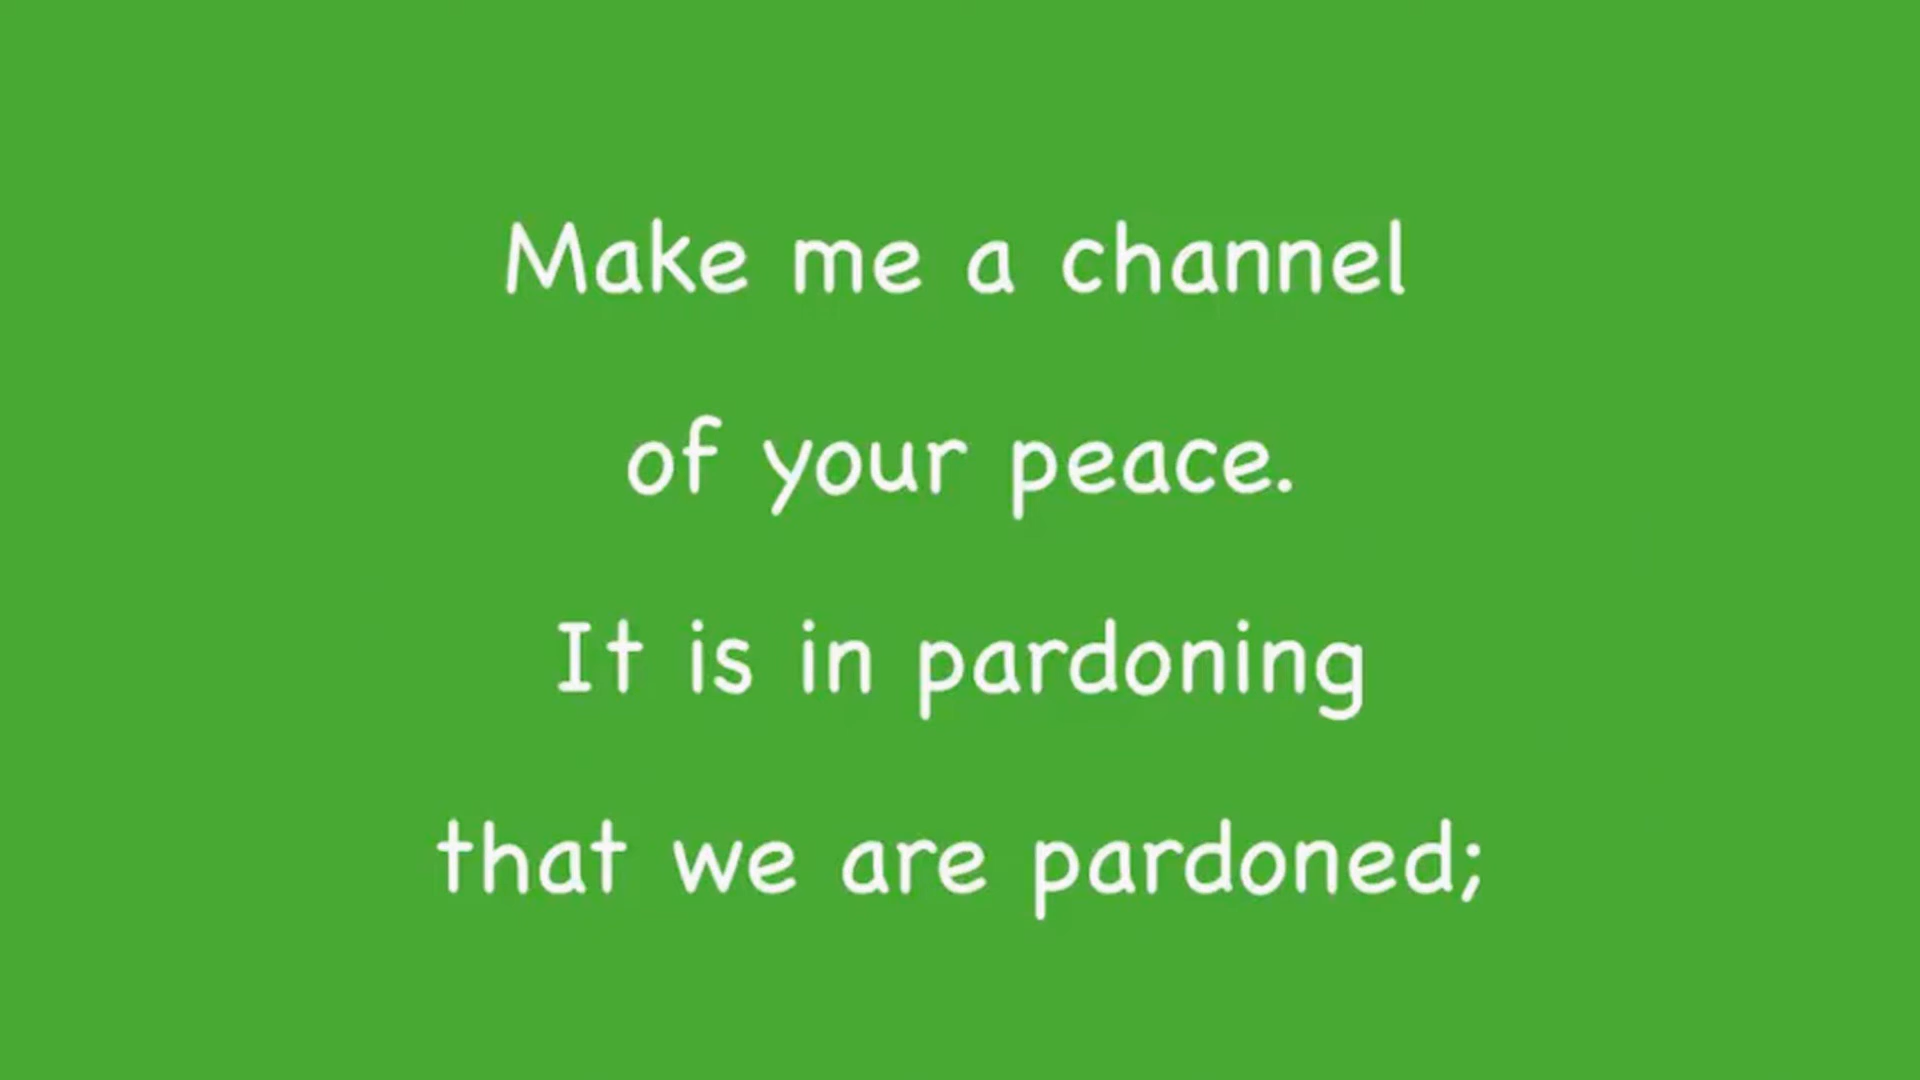 Make me a channel
of your peace.
It is in pardoning
that we are pardoned;